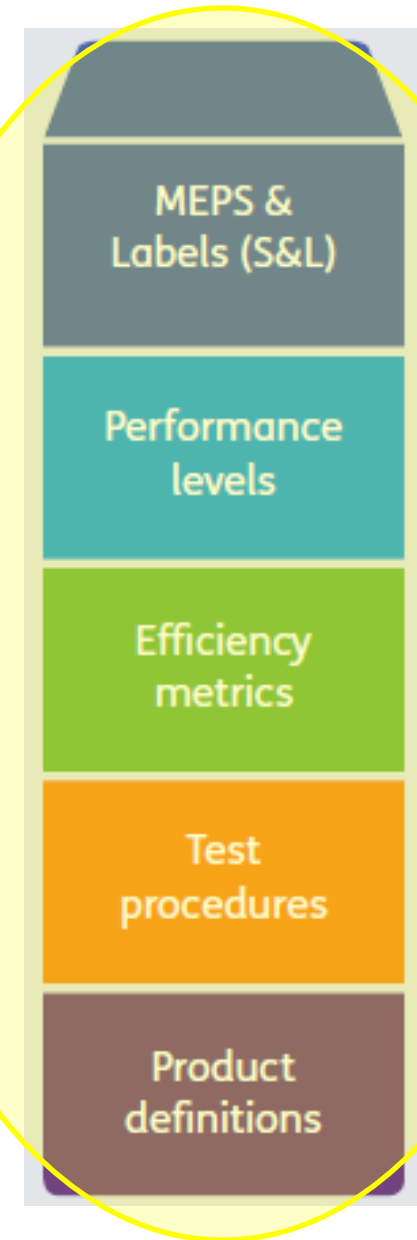 MEPS &
Labels (S&L)
Performance
levels
Efficiency
metrics
Test
procedures
Product
definitions